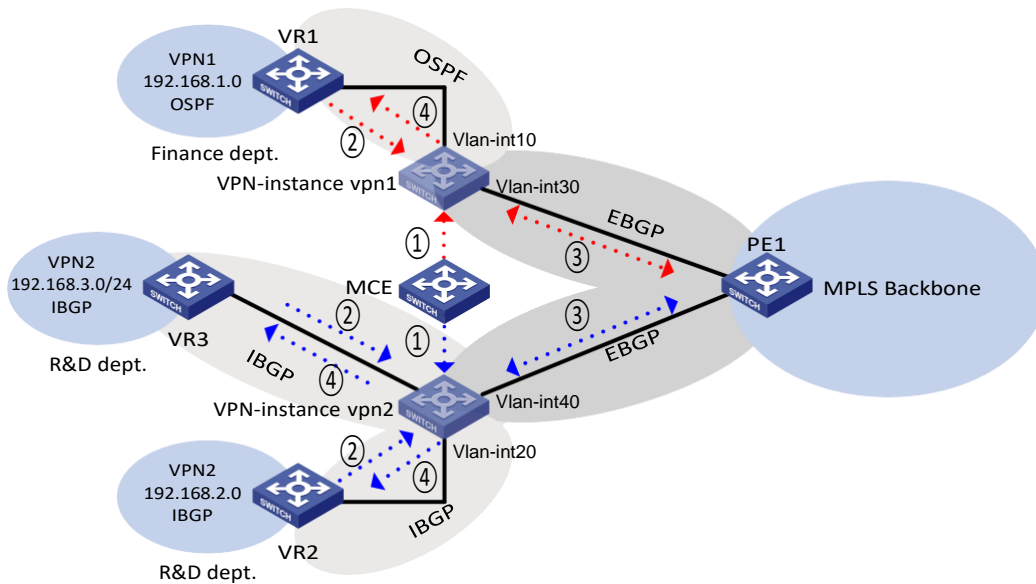 VR1
VPN1
192.168.1.0
OSPF
SWITCH
OSPF
④
②
Finance dept.
Vlan-int10
VPN-instance vpn1
SWITCH
Vlan-int30
EBGP
①
③
PE1
SWITCH
MPLS Backbone
VPN2
192.168.3.0/24
IBGP
SWITCH
VR3
R&D dept.
MCE
SWITCH
②
①
③
EBGP
IBGP
④
VPN-instance vpn2
SWITCH
Vlan-int40
Vlan-int20
②
④
VPN2
192.168.2.0
IBGP
SWITCH
IBGP
VR2
R&D dept.